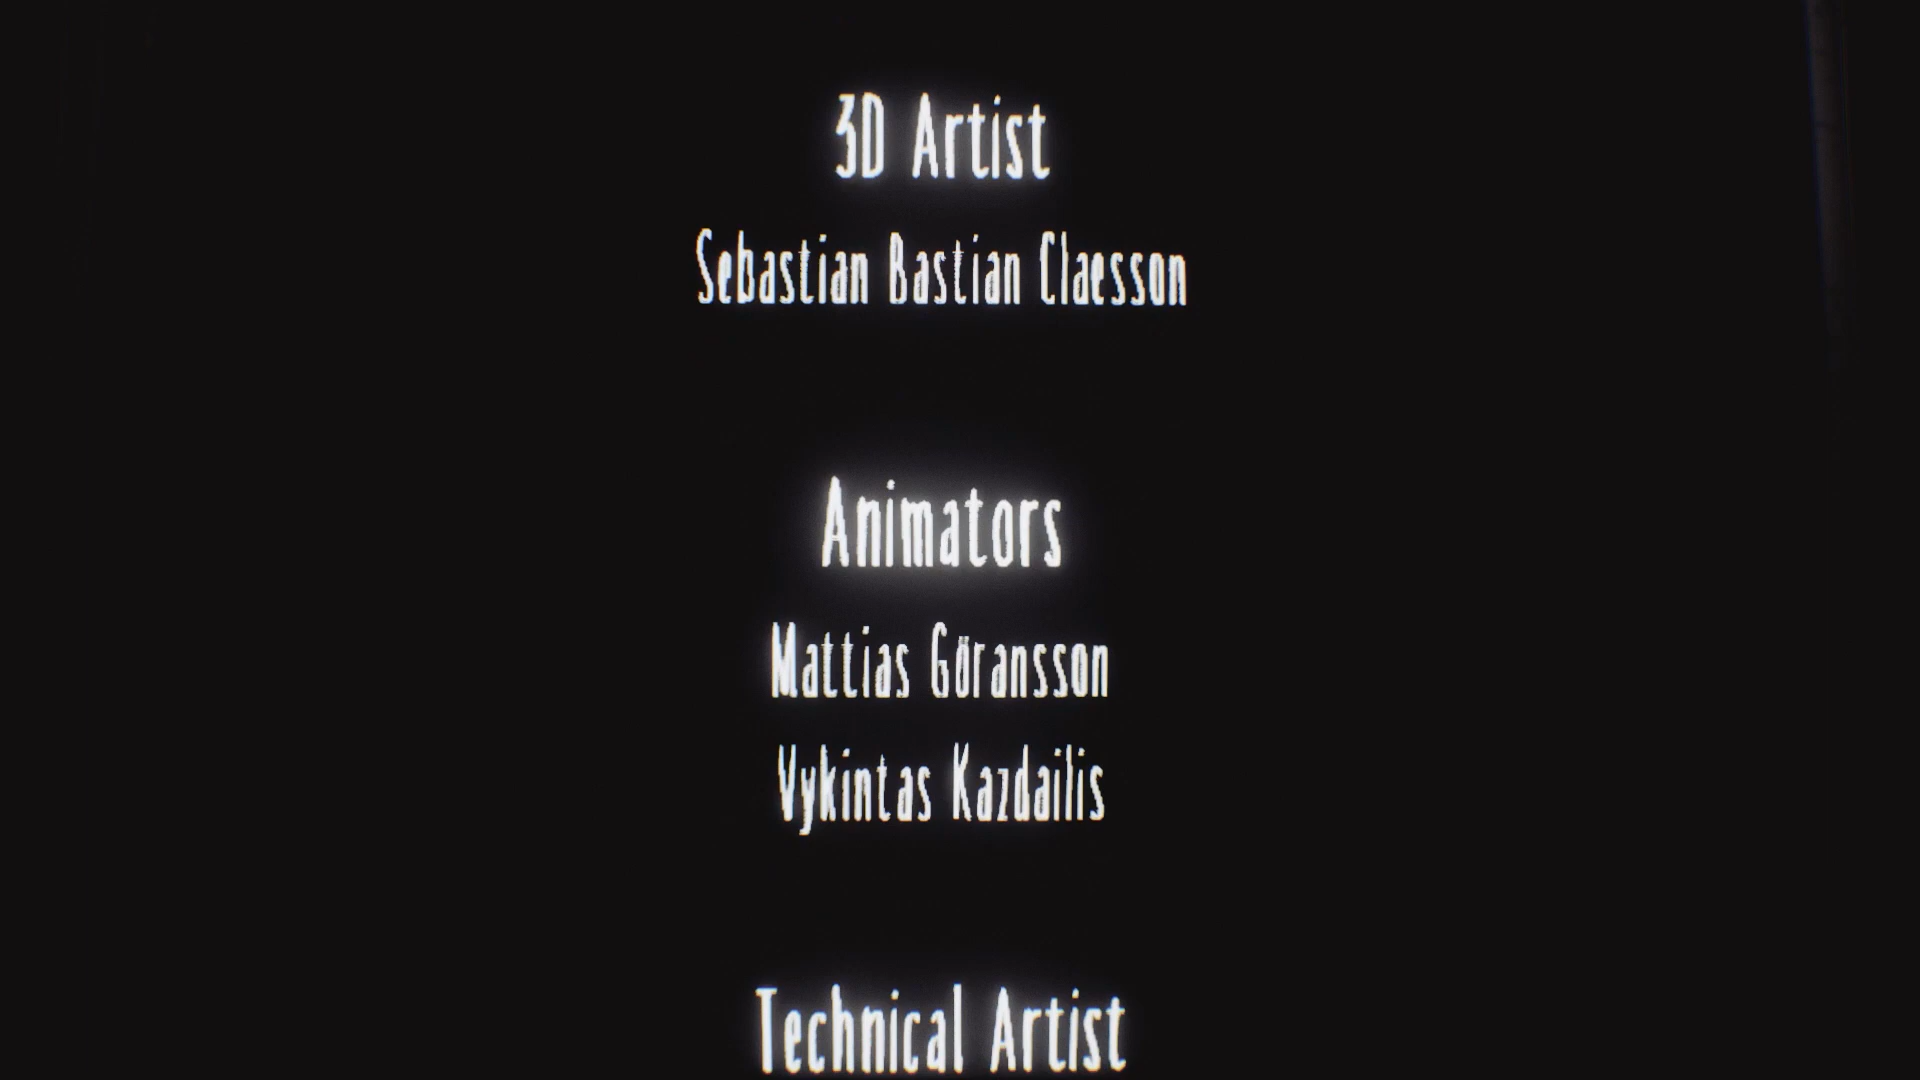 3D Artist
Sebastian Bastian Claesson
Animators
Mattias Göransson
Vykintas Kazdailis
Technical Artist